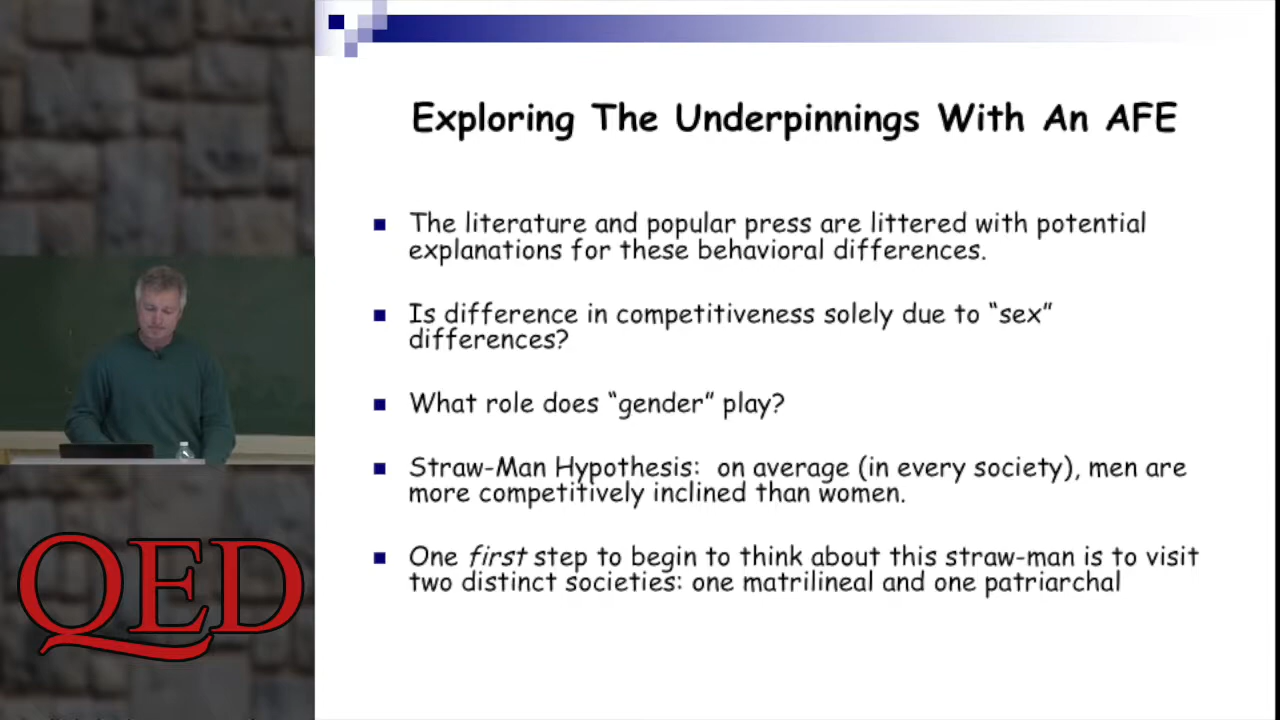 Exploring The Underpinnings With An AFE
The literature and popular press are littered with potential
explanations for these behavioral differences.
Is difference in competitiveness solely due to “sex”
differences?
What role does “gender” play?
Straw-Man Hypothesis: on average (in every society), men are
more competitively inclined than women.
One first step to begin to think about this straw-man is to visit
two distinct societies: one matrilineal and one patriarchal
QED